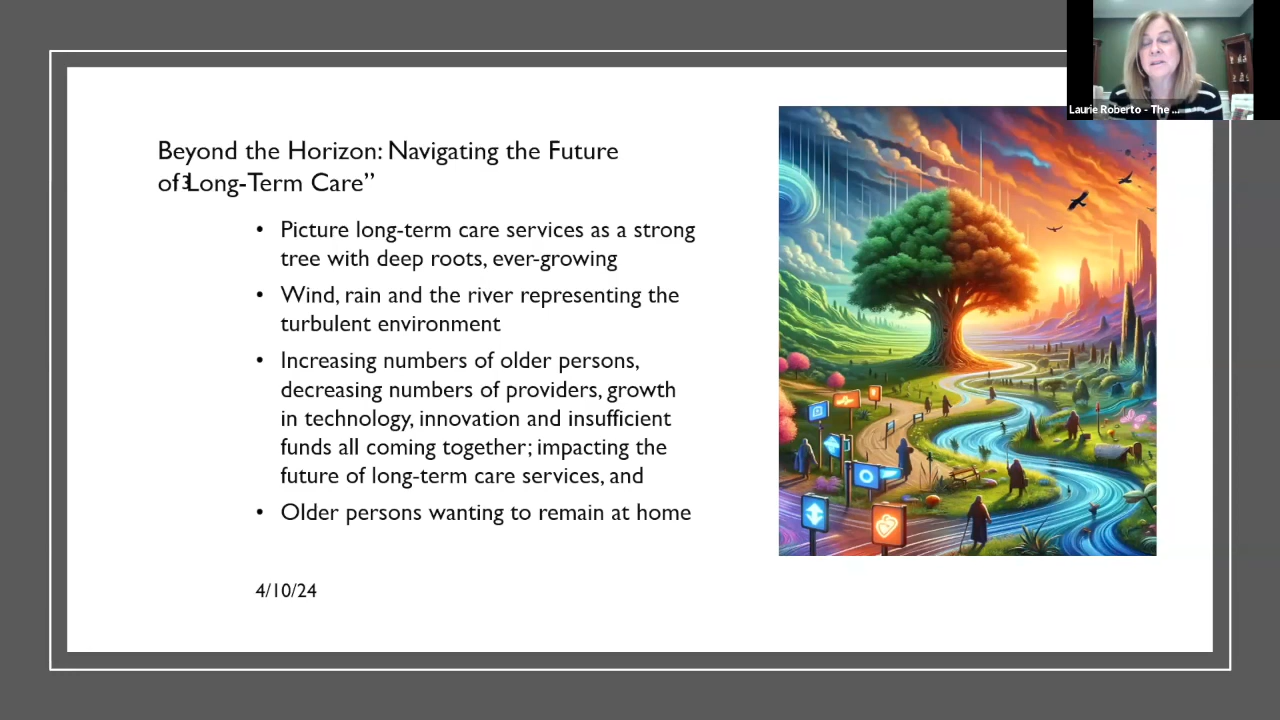 Laurie Roberto - The ...
Beyond the Horizon: Navigating the Future
of Long-Term Care”
3
• Picture long-term care services as a strong
tree with deep roots, ever-growing
• Wind, rain and the river representing the
turbulent environment
• Increasing numbers of older persons,
decreasing numbers of providers, growth
in technology, innovation and insufficient
funds all coming together; impacting the
future of long-term care services, and
• Older persons wanting to remain at home
4/10/24